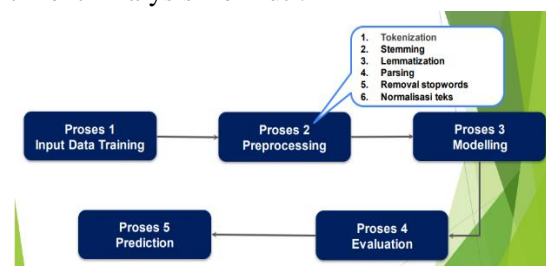 1. Tokenization
2. Stemming
3. Lemmatization
4. Parsing
5. Removal stopwords
6. Normalisasi teks
Proses 1
Input Data Training
Proses 2
Preprocessing
Proses 3
Modelling
Proses 4
Evaluation
Proses 5
Prediction